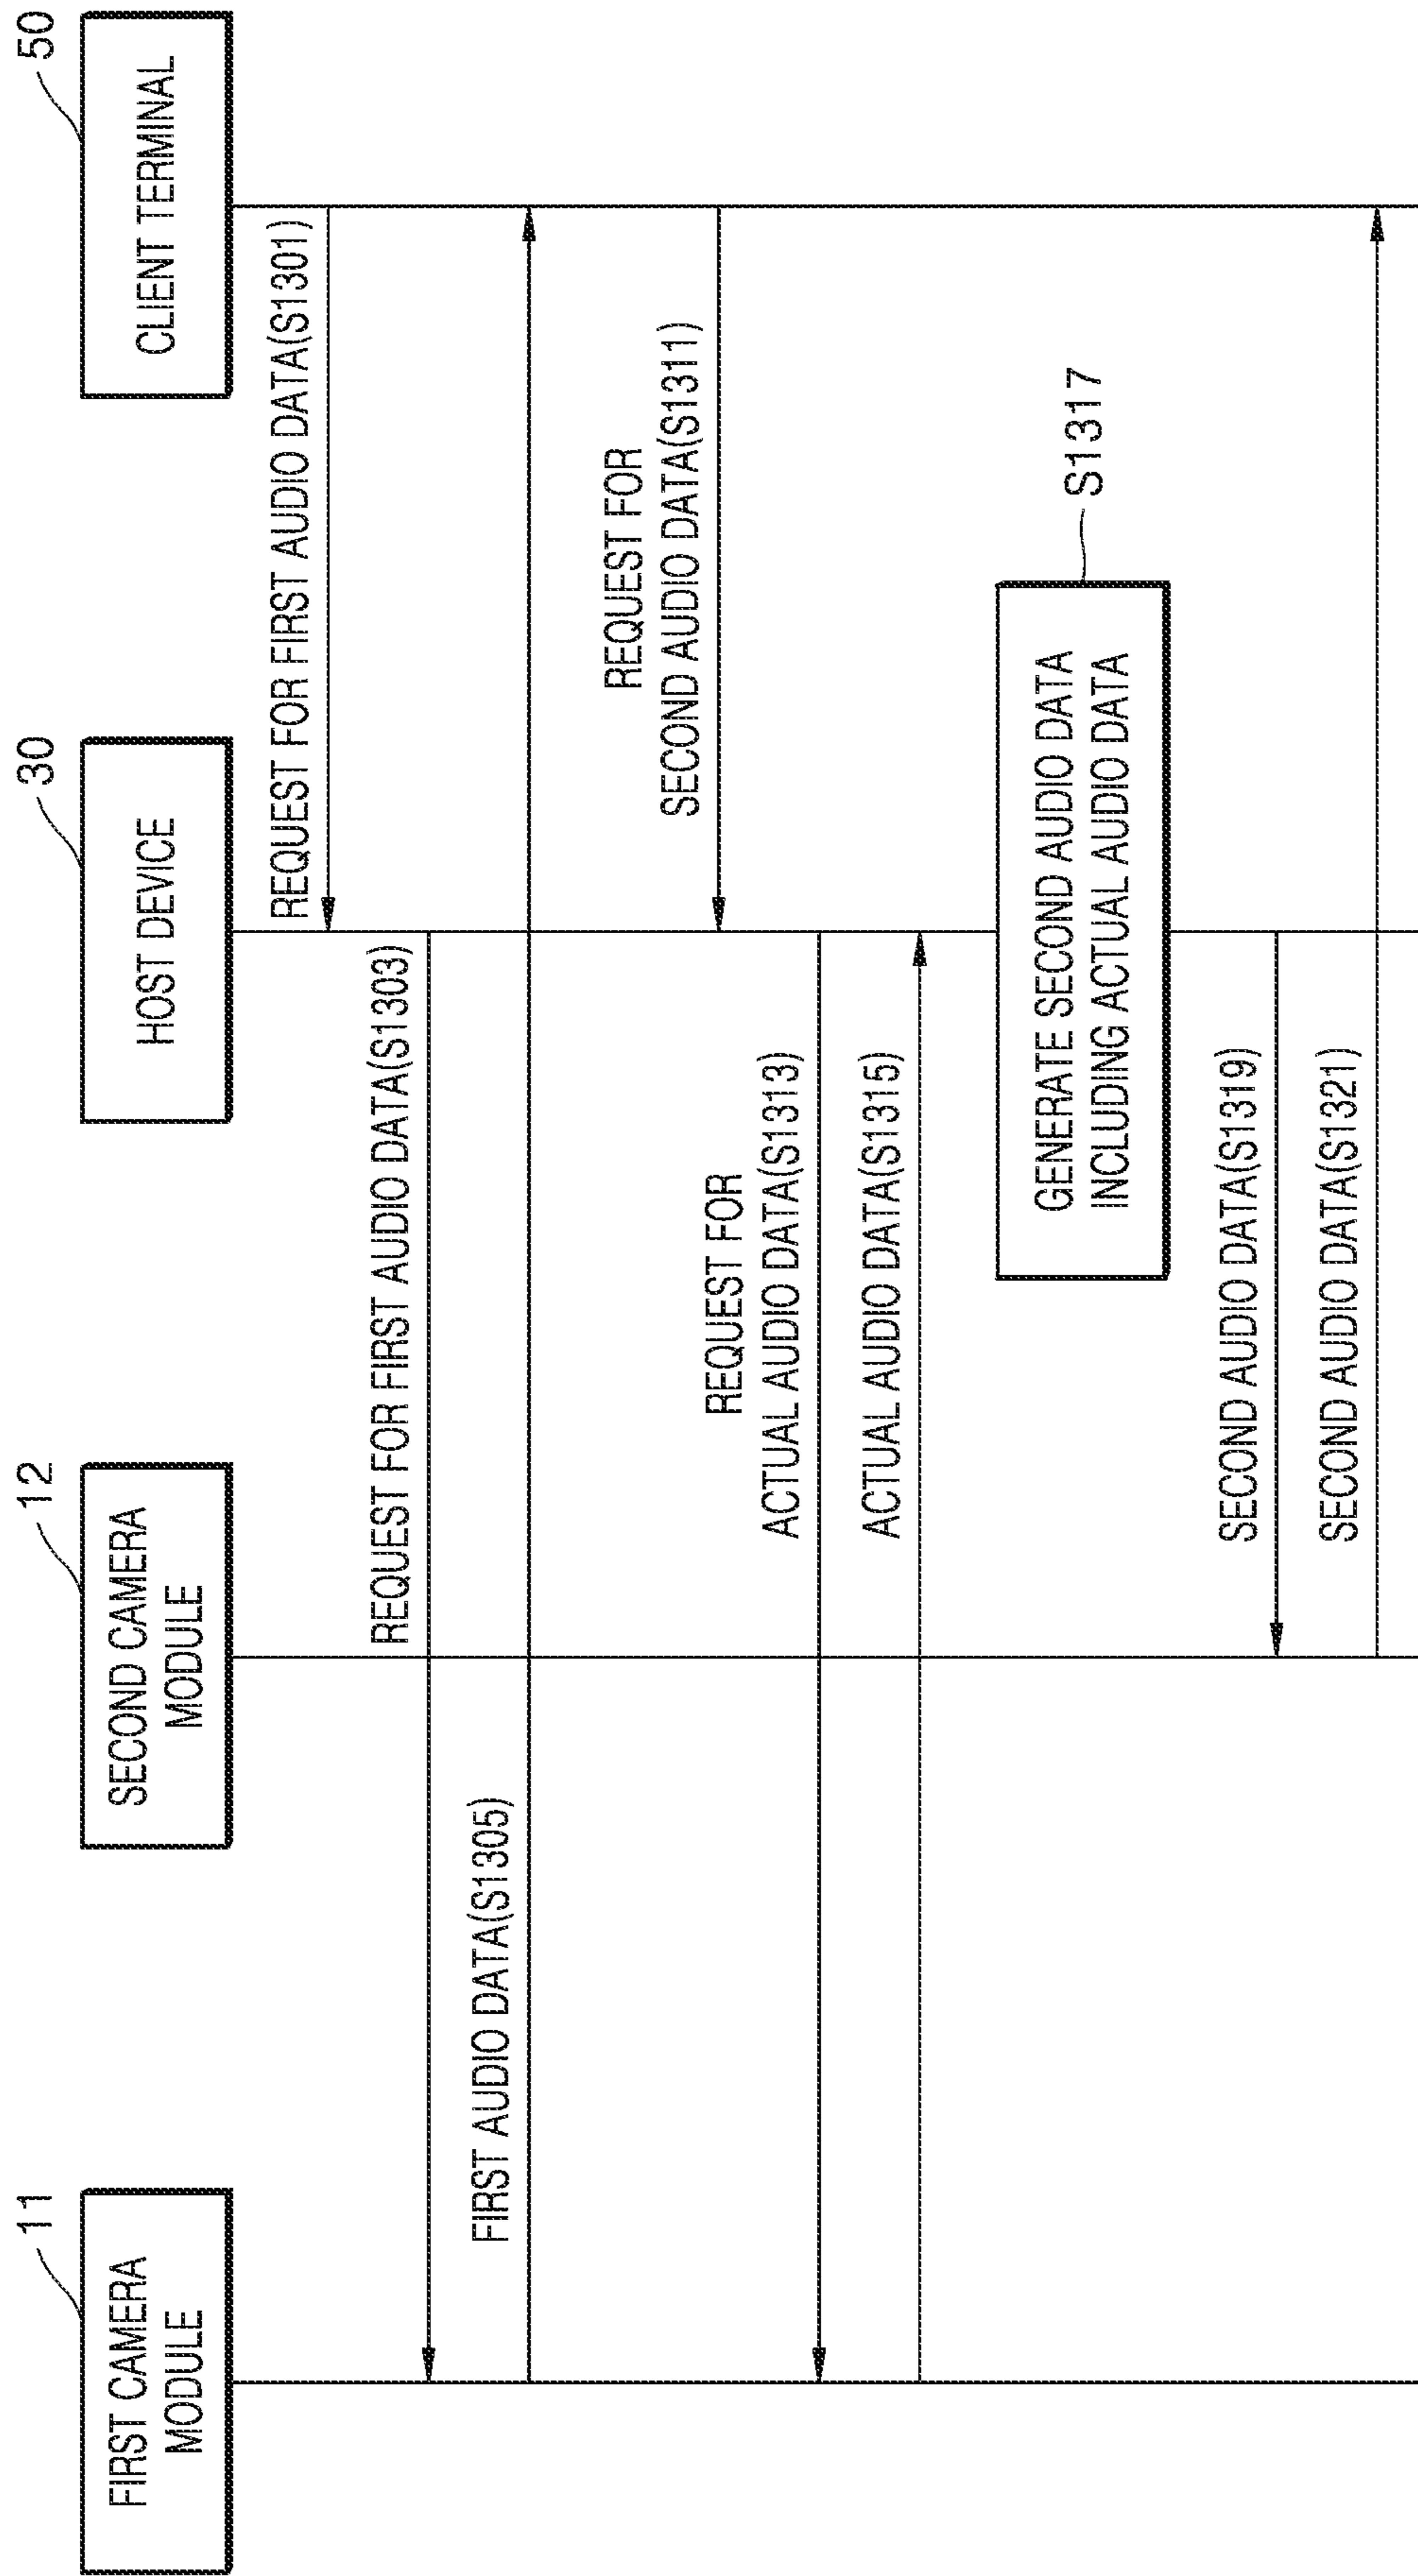 11
FIRST CAMERA
MODULE
12
SECOND CAMERA
MODULE
30
HOST DEVICE
50
CLIENT TERMINAL
REQUEST FOR FIRST AUDIO DATA(S1301)
REQUEST FOR FIRST AUDIO DATA(S1303)
FIRST AUDIO DATA(S1305)
REQUEST FOR
SECOND AUDIO DATA(S1311)
REQUEST FOR
ACTUAL AUDIO DATA(S1313)
ACTUAL AUDIO DATA(S1315)
GENERATE SECOND AUDIO DATA
INCLUDING ACTUAL AUDIO DATA
S1317
SECOND AUDIO DATA(S1319)
SECOND AUDIO DATA(S1321)